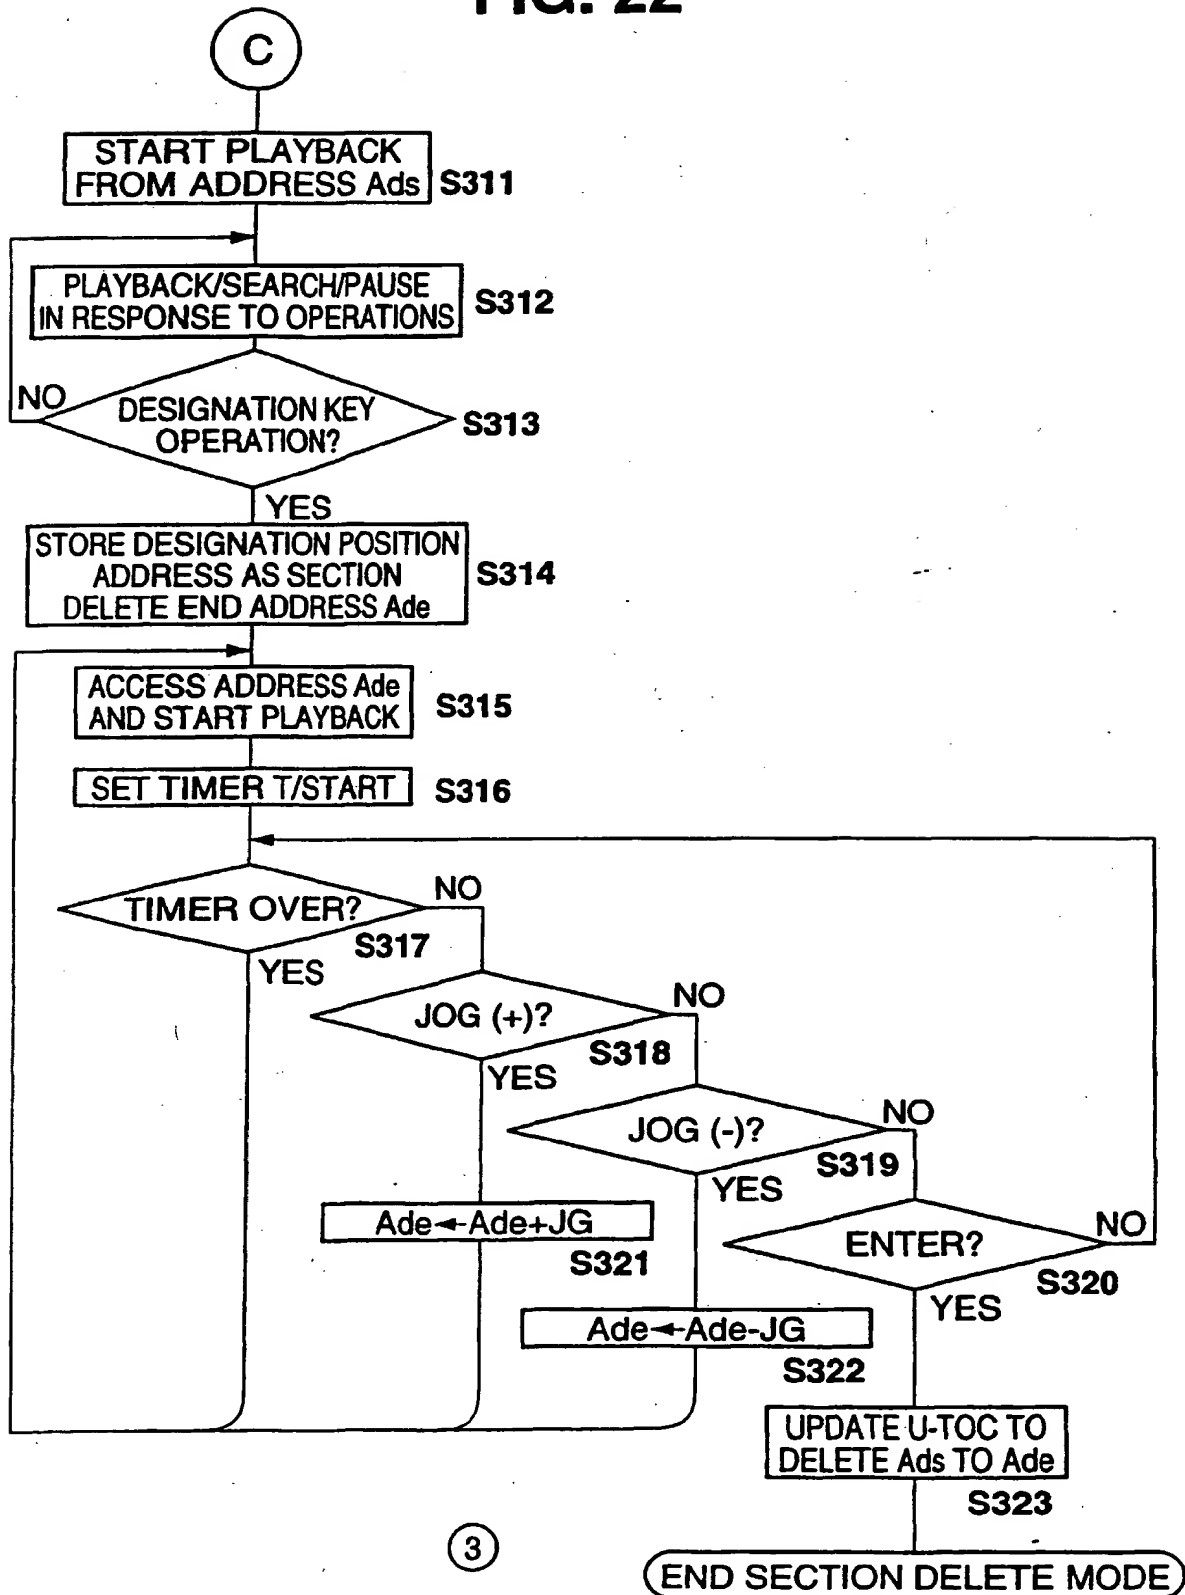 FIG. 22
C
START PLAYBACK
FROM ADDRESS Ads
S311
PLAYBACK/SEARCH/PAUSE
IN RESPONSE TO OPERATIONS
S312
NO
DESIGNATION KEY
OPERATION?
S313
YES
STORE DESIGNATION POSITION
ADDRESS AS SECTION
DELETE END ADDRESS Ade
S314
ACCESS ADDRESS Ade
AND START PLAYBACK
S315
SET TIMER T/START
S316
TIMER OVER?
NO
S317
YES
JOG (+)?
NO
S318
YES
JOG (-)?
NO
S319
YES
Ade←Ade+JG
S321
ENTER?
NO
S320
YES
Ade←Ade-JG
S322
UPDATE U-TOC TO
DELETE Ads TO Ade
S323
3
END SECTION DELETE MODE